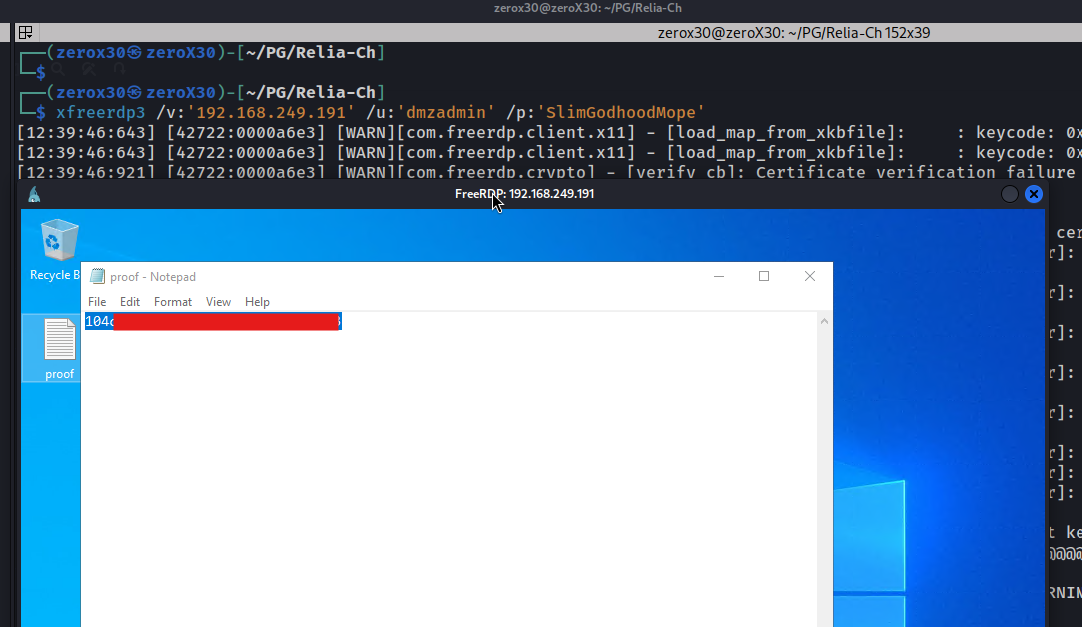 zerox30@zeroX30: ~/PG/Relia-Ch
zerox30@zeroX30: ~/PG/Relia-Ch 152x39
┌──(zerox30㉿zeroX30)-[~/PG/Relia-Ch]
└─$
┌──(zerox30㉿zeroX30)-[~/PG/Relia-Ch]
└─$ xfreerdp3 /v:'192.168.249.191' /u:'dmzadmin' /p:'SlimGodhoodMope'
[12:39:46:643] [42722:0000a6e3] [WARN][com.freerdp.client.x11] - [load_map_from_xkbfile]:     : keycode: 0x
[12:39:46:643] [42722:0000a6e3] [WARN][com.freerdp.client.x11] - [load_map_from_xkbfile]:     : keycode: 0x
[12:39:46:921] [42722:0000a6e3] [WARN][com.freerdp.crypto] - [verify_cb]: Certificate verification failure
FreeRDP: 192.168.249.191
cer
r]:
Recycle B
proof - Notepad
r]:
File Edit Format View Help
104
r]:
proof
r]:
r]:
r]:
r]:
r]:
t ke
@@@@
RNIN